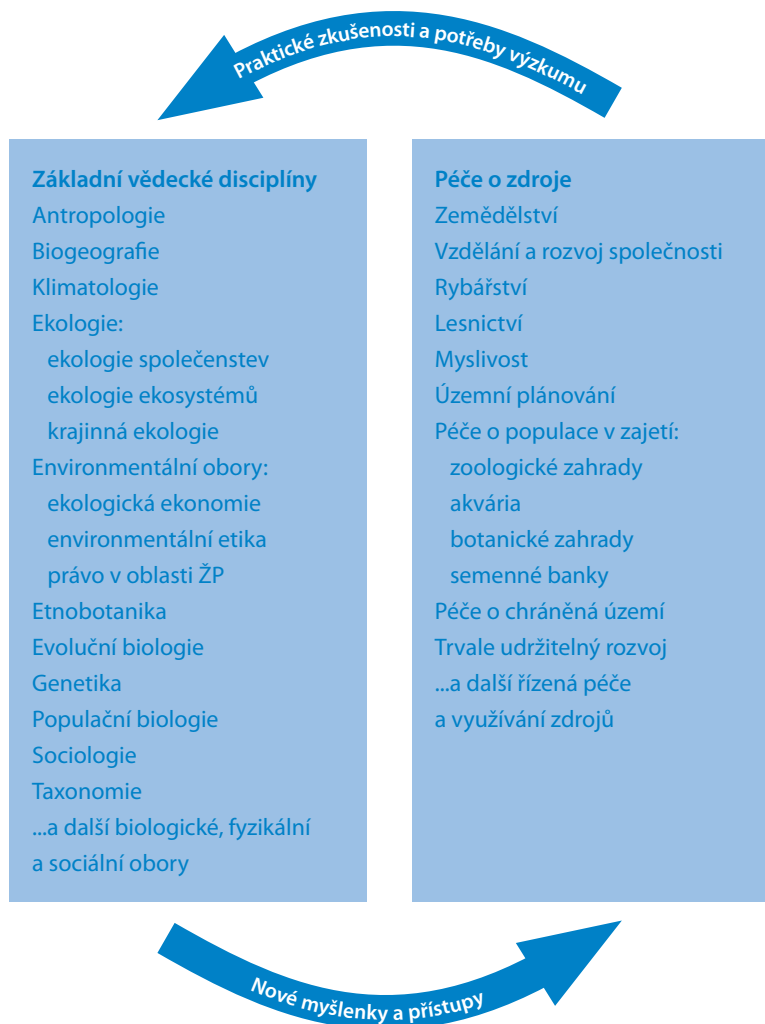 Praktické zkušenosti a potřeby výzkumu
Základní vědecké disciplíny
Antropologie
Biogeografie
Klimatologie
Ekologie:
ekologie společenstev
ekologie ekosystémů
krajinná ekologie
Environmentální obory:
ekologická ekonomie
environmentální etika
právo v oblasti ŽP
Etnobotanika
Evoluční biologie
Genetika
Populační biologie
Sociologie
Taxonomie
...a další biologické, fyzikální
a sociální obory
Péče o zdroje
Zemědělství
Vzdělání a rozvoj společnosti
Rybářství
Lesnictví
Myslivost
Územní plánování
Péče o populace v zajetí:
zoologické zahrady
akvária
botanické zahrady
semenné banky
Péče o chráněná území
Trvale udržitelný rozvoj
...a další řízená péče
a využívání zdrojů
Nové myšlenky a přístupy